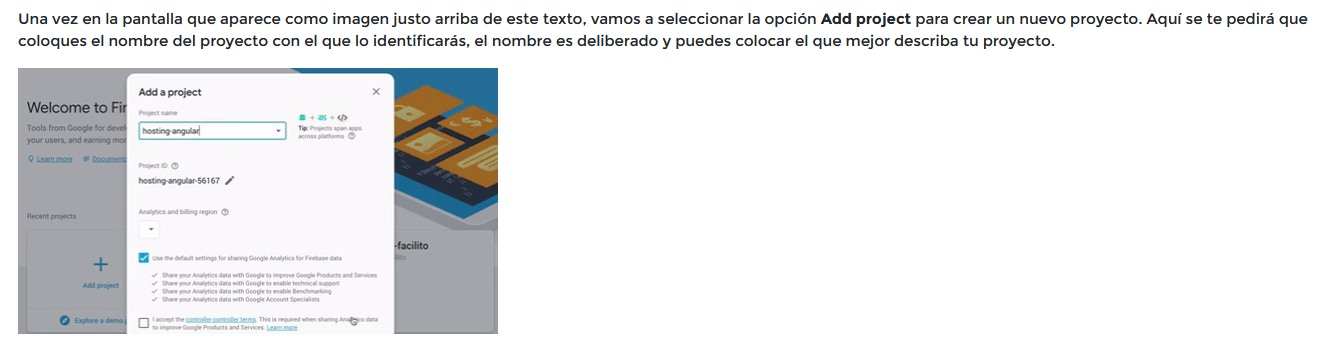 Una vez en la pantalla que aparece como imagen justo arriba de este texto, vamos a seleccionar la opción Add project para crear un nuevo proyecto. Aquí se te pedirá que
coloques el nombre del proyecto con el que lo identificarás, el nombre es deliberado y puedes colocar el que mejor describa tu proyecto.
Welcome to Fir
Tools from Google for devel
your users, and earning mor
Learn more Document
Recent projects
Add project
Explore a demo
Add a project
Project name
hosting-angular
+ iOS + </>
Tip: Projects span apps
across platforms
Project ID
hosting-angular-56167
Analytics and billing region
Use the default settings for sharing Google Analytics for Firebase data
Share your Analytics data with Google to improve Google Products and Services
Share your Analytics data with Google to enable technical support
Share your Analytics data with Google to enable Benchmarking
Share your Analytics data with Google Account Specialists
I accept the controller-controller terms. This is required when sharing Analytics data
to improve Google Products and Services. Learn more
-facilito